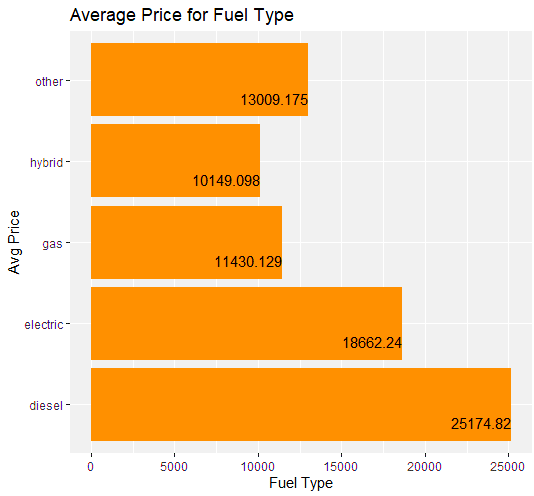 Average Price for Fuel Type
Avg Price
other
13009.175
hybrid
10149.098
gas
11430.129
electric
18662.24
diesel
25174.82
0 5000 10000 15000 20000 25000
Fuel Type